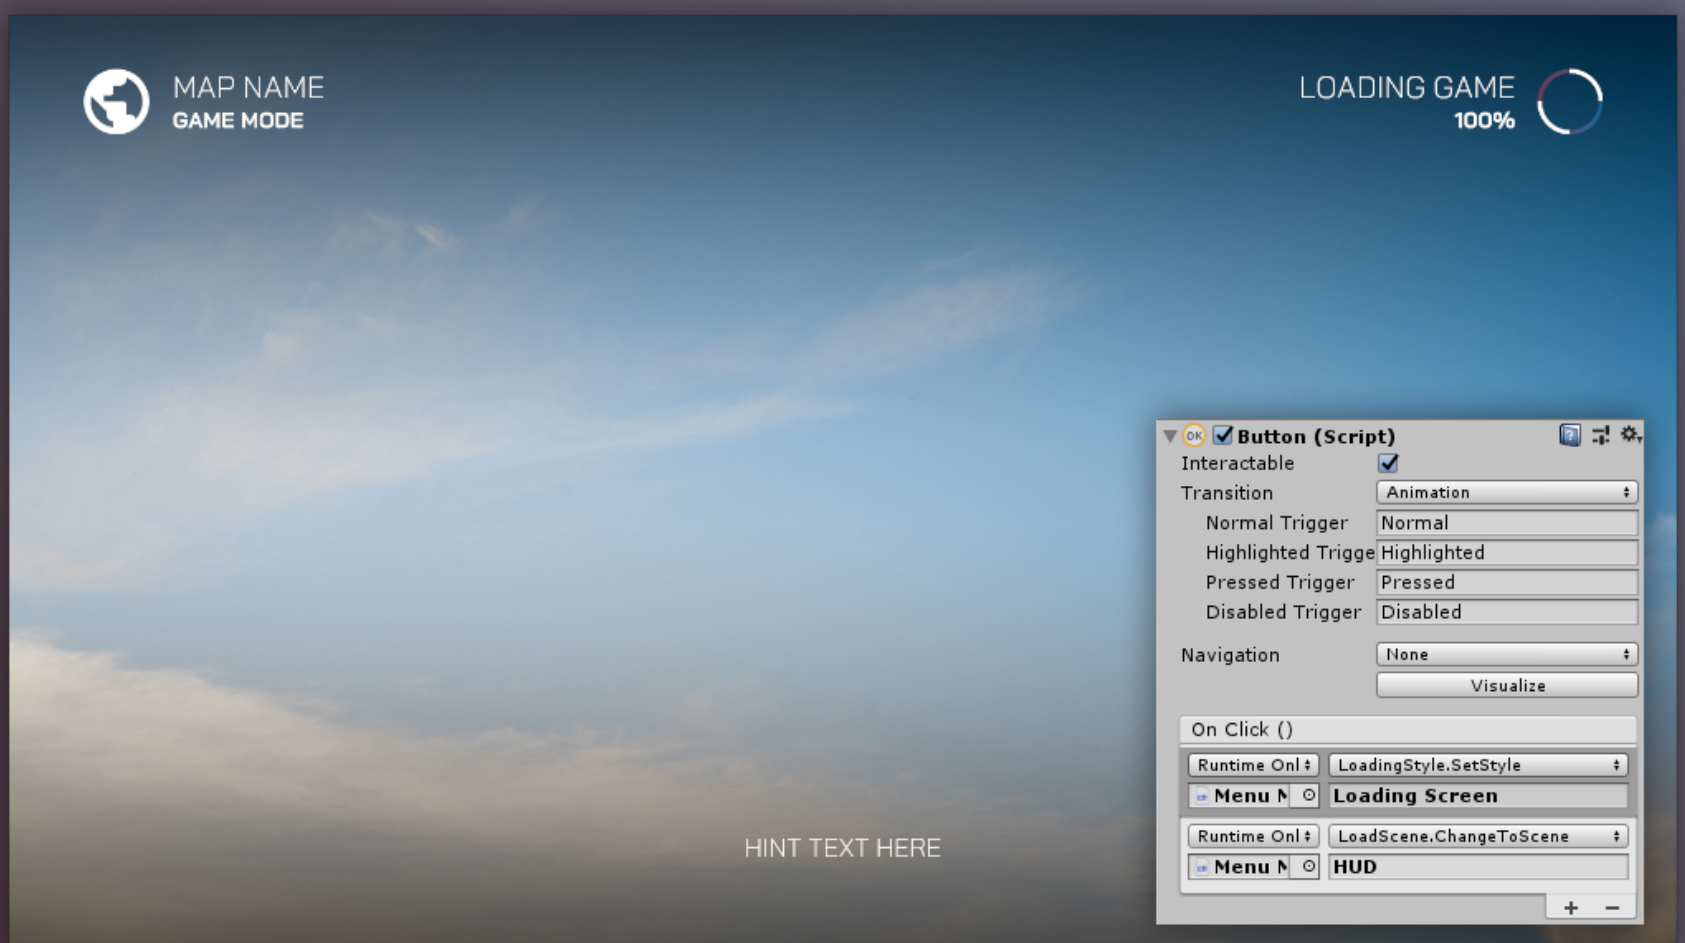 MAP NAME
GAME MODE
LOADING GAME
100%
OK Button (Script)
Interactable
Transition Animation
Normal Trigger Normal
Highlighted Trigge Highlighted
Pressed Trigger Pressed
Disabled Trigger Disabled
Navigation None
Visualize
On Click ()
Runtime Onl LoadingStyle.SetStyle
Menu Loading Screen
Runtime Onl LoadScene.ChangeToScene
Menu HUD
+ −
HINT TEXT HERE